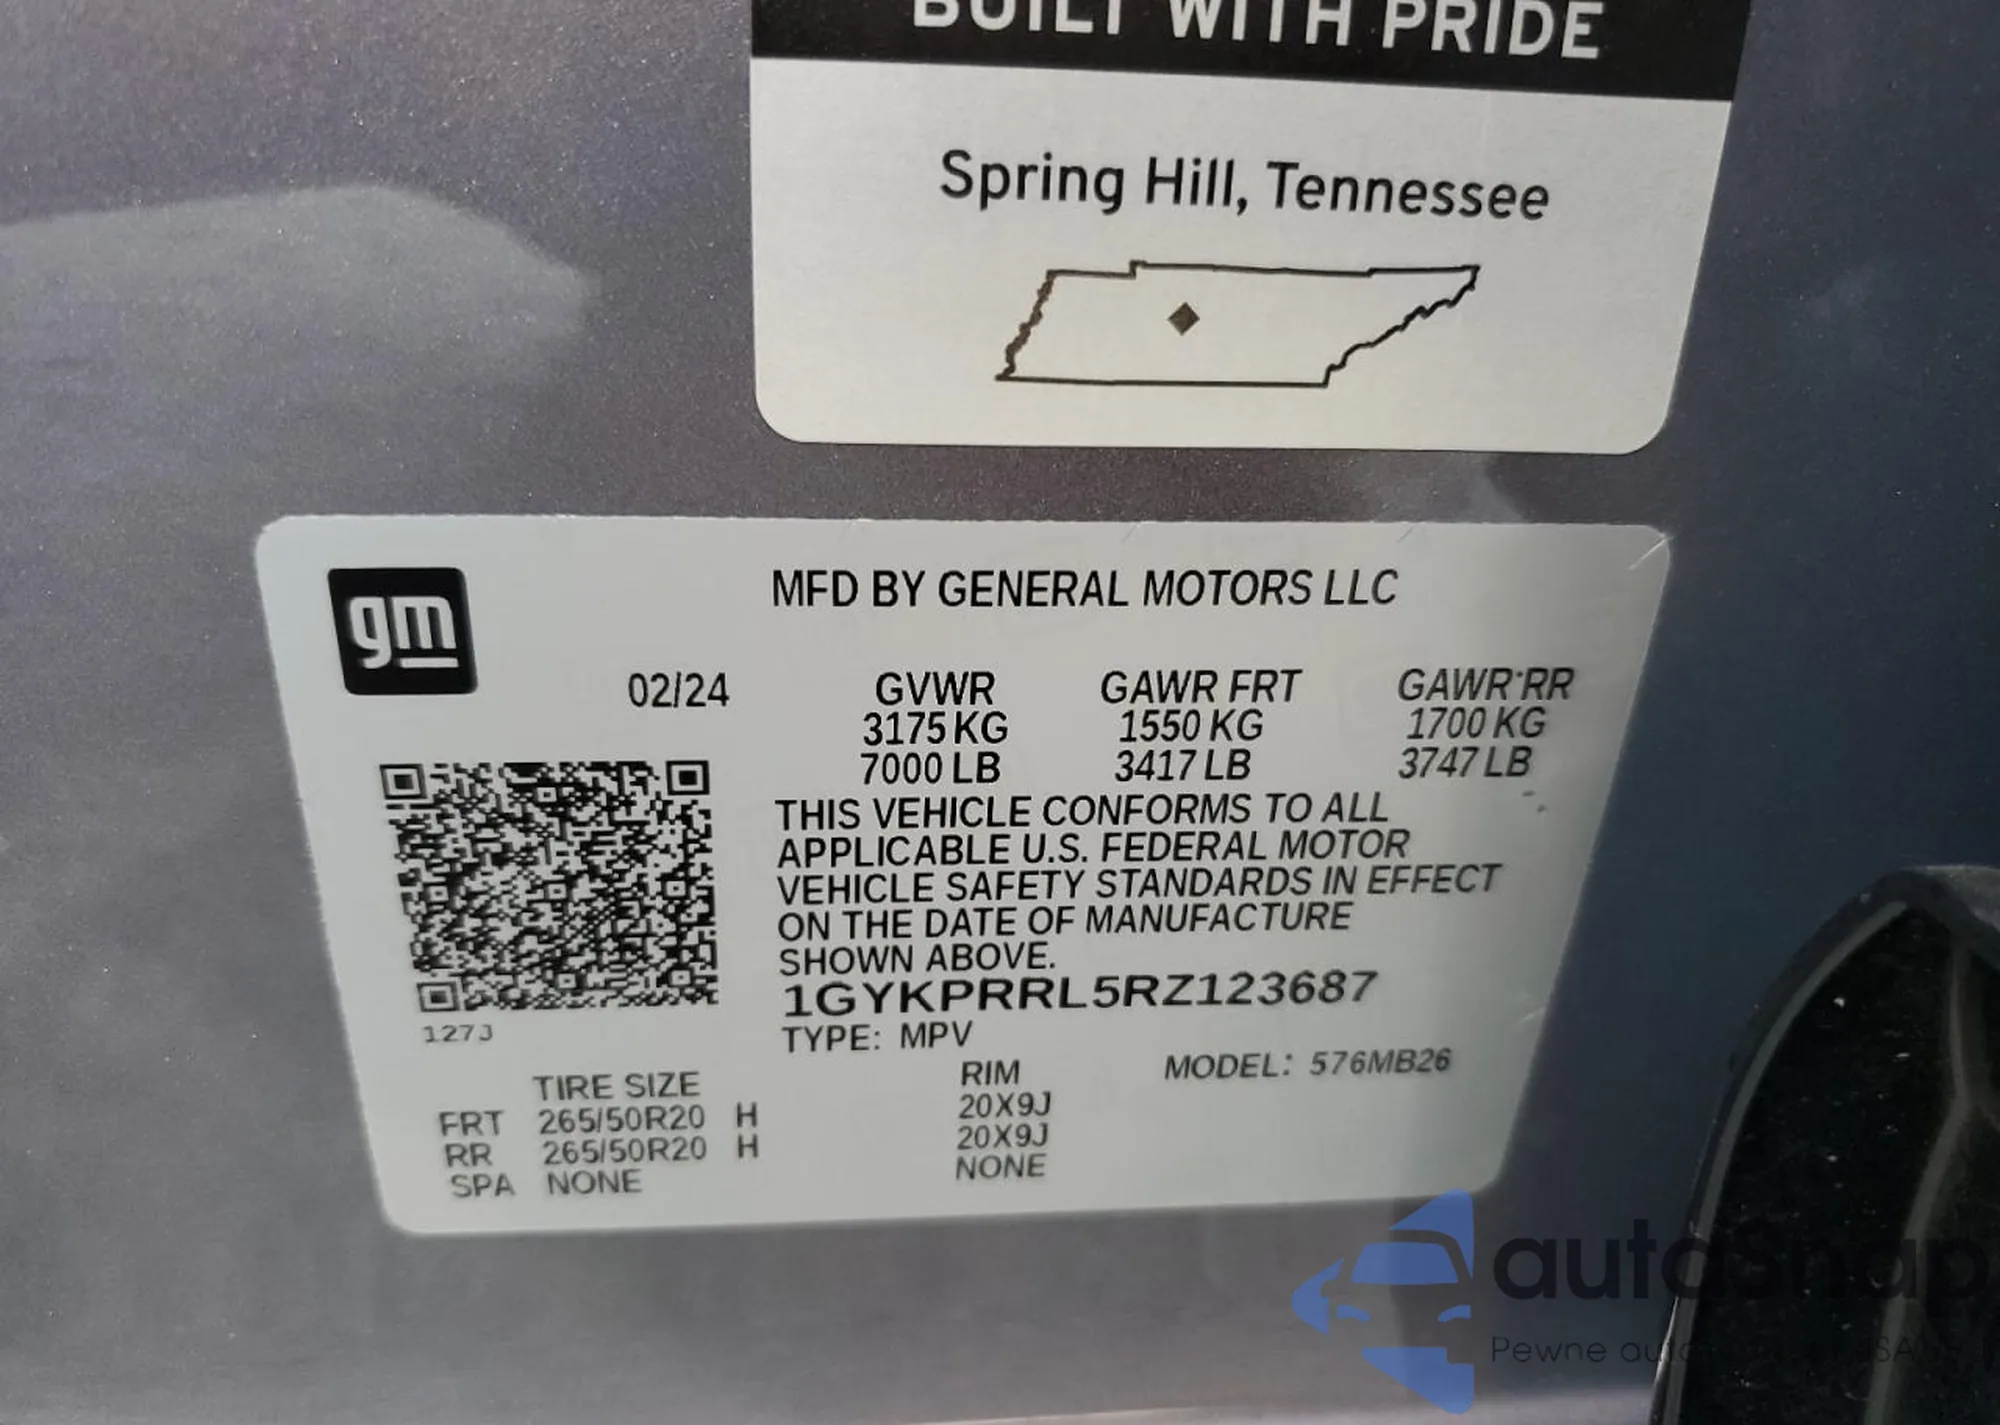 BUILT WITH PRIDE
Spring Hill, Tennessee
gm
MFD BY GENERAL MOTORS LLC
02/24 GVWR GAWR FRT GAWR RR
3175 KG 1550 KG 1700 KG
7000 LB 3417 LB 3747 LB
THIS VEHICLE CONFORMS TO ALL
APPLICABLE U.S. FEDERAL MOTOR
VEHICLE SAFETY STANDARDS IN EFFECT
ON THE DATE OF MANUFACTURE
SHOWN ABOVE.
1GYKPRRL5RZ123687
127J
TYPE: MPV
MODEL: 576MB26
TIRE SIZE RIM
FRT 265/50R20 H 20X9J
RR 265/50R20 H 20X9J
SPA NONE NONE
autosnap
Pewne